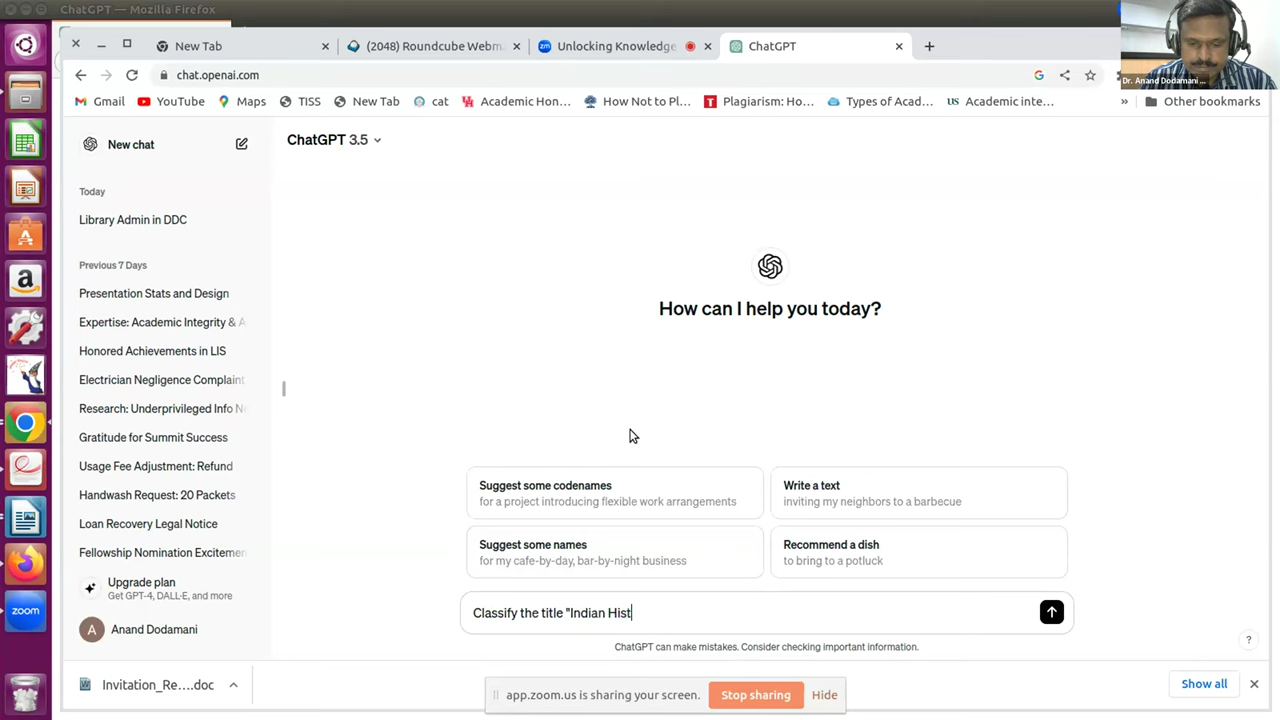 ChatGPT — Mozilla Firefox
New Tab
(2048) Roundcube Webm
Unlocking Knowledge
ChatGPT
chat.openai.com
Gmail
YouTube
Maps
TISS
New Tab
cat
Academic Hon...
How Not to Pl...
Plagiarism: Ho...
Types of Acad...
US Academic inte...
»
Other bookmarks
Dr. Anand Dodamani ...
New chat
ChatGPT 3.5
Today
Library Admin in DDC
Previous 7 Days
Presentation Stats and Design
Expertise: Academic Integrity & A
Honored Achievements in LIS
Electrician Negligence Complaint
Research: Underprivileged Info Ne
Gratitude for Summit Success
Usage Fee Adjustment: Refund
Handwash Request: 20 Packets
Loan Recovery Legal Notice
Fellowship Nomination Excitemen
Upgrade plan
Get GPT-4, DALL·E, and more
A
Anand Dodamani
How can I help you today?
Suggest some codenames
for a project introducing flexible work arrangements
Write a text
inviting my neighbors to a barbecue
Suggest some names
for my cafe-by-day, bar-by-night business
Recommend a dish
to bring to a potluck
Classify the title "Indian Hist
ChatGPT can make mistakes. Consider checking important information.
?
Invitation_Re....doc
Show all
app.zoom.us is sharing your screen.
Stop sharing
Hide
zm
zoom